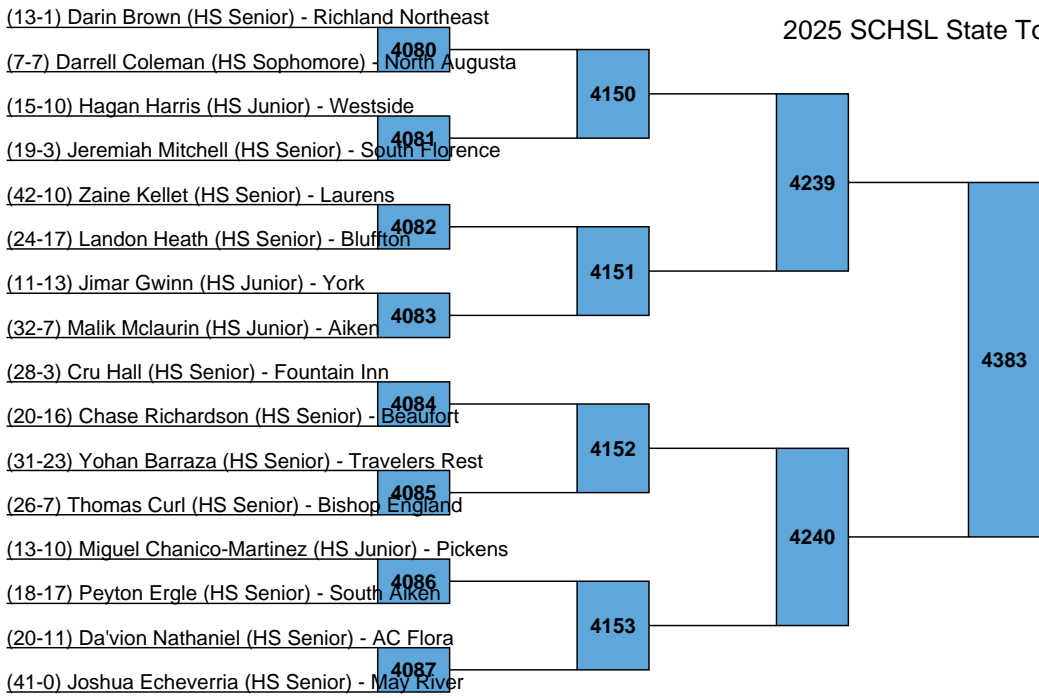 (13-1) Darin Brown (HS Senior) - Richland Northeast
2025 SCHSL State To
4080
(7-7) Darrell Coleman (HS Sophomore) - North Augusta
4150
(15-10) Hagan Harris (HS Junior) - Westside
4081
(19-3) Jeremiah Mitchell (HS Senior) - South Florence
4239
(42-10) Zaine Kellet (HS Senior) - Laurens
4082
(24-17) Landon Heath (HS Senior) - Bluffton
4151
(11-13) Jimar Gwinn (HS Junior) - York
4083
(32-7) Malik Mclaurin (HS Junior) - Aiken
4383
(28-3) Cru Hall (HS Senior) - Fountain Inn
4084
(20-16) Chase Richardson (HS Senior) - Beaufort
4152
(31-23) Yohan Barraza (HS Senior) - Travelers Rest
4085
(26-7) Thomas Curl (HS Senior) - Bishop England
4240
(13-10) Miguel Chanico-Martinez (HS Junior) - Pickens
4086
(18-17) Peyton Ergle (HS Senior) - South Aiken
4153
(20-11) Da'vion Nathaniel (HS Senior) - AC Flora
4087
(41-0) Joshua Echeverria (HS Senior) - May River